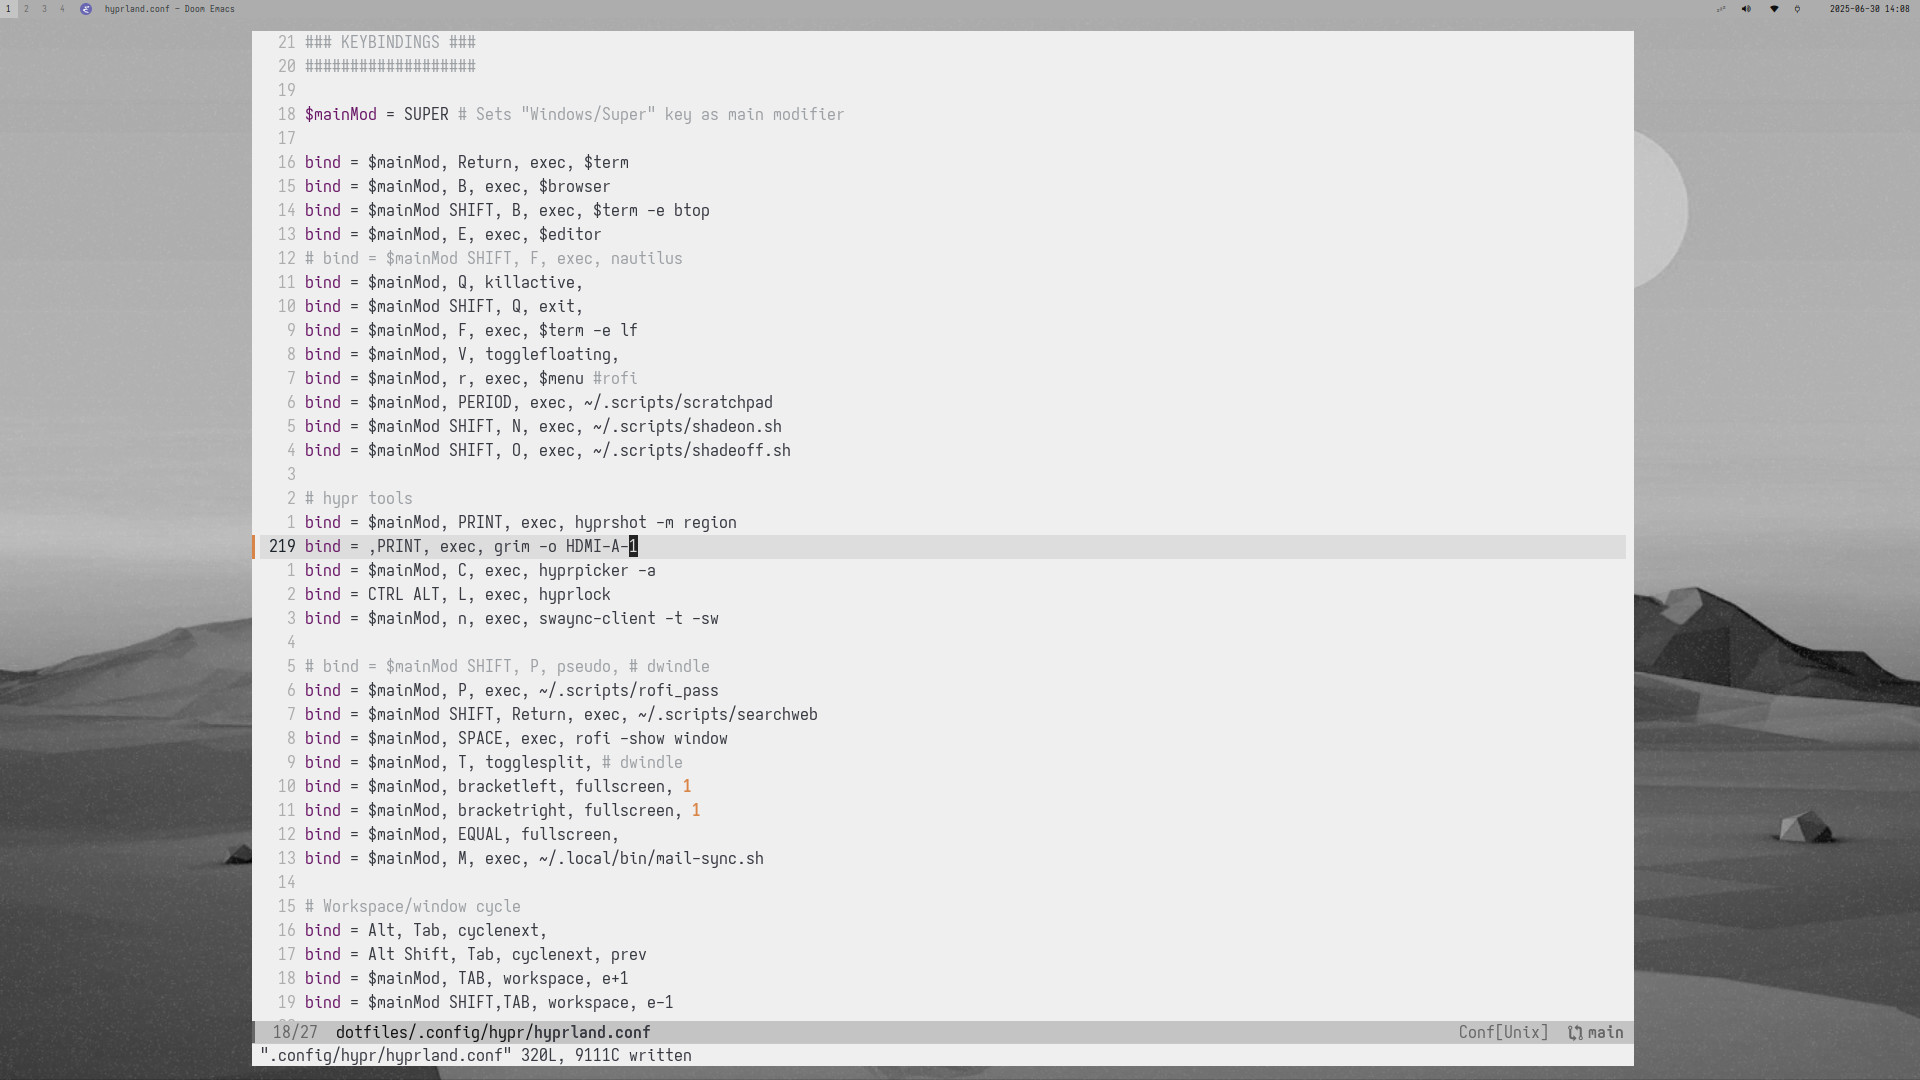 1 2 3 4 hyprland.conf – Doom Emacs 2025-06-30 14:08
21 ### KEYBINDINGS ###
20 ###################
19
18 $mainMod = SUPER # Sets "Windows/Super" key as main modifier
17
16 bind = $mainMod, Return, exec, $term
15 bind = $mainMod, B, exec, $browser
14 bind = $mainMod SHIFT, B, exec, $term -e btop
13 bind = $mainMod, E, exec, $editor
12 # bind = $mainMod SHIFT, F, exec, nautilus
11 bind = $mainMod, Q, killactive,
10 bind = $mainMod SHIFT, Q, exit,
9 bind = $mainMod, F, exec, $term -e lf
8 bind = $mainMod, V, togglefloating,
7 bind = $mainMod, r, exec, $menu #rofi
6 bind = $mainMod, PERIOD, exec, ~/.scripts/scratchpad
5 bind = $mainMod SHIFT, N, exec, ~/.scripts/shadeon.sh
4 bind = $mainMod SHIFT, O, exec, ~/.scripts/shadeoff.sh
3
2 # hypr tools
1 bind = $mainMod, PRINT, exec, hyprshot -m region
219 bind = ,PRINT, exec, grim -o HDMI-A-1
1 bind = $mainMod, C, exec, hyprpicker -a
2 bind = CTRL ALT, L, exec, hyprlock
3 bind = $mainMod, n, exec, swaync-client -t -sw
4
5 # bind = $mainMod SHIFT, P, pseudo, # dwindle
6 bind = $mainMod, P, exec, ~/.scripts/rofi_pass
7 bind = $mainMod SHIFT, Return, exec, ~/.scripts/searchweb
8 bind = $mainMod, SPACE, exec, rofi -show window
9 bind = $mainMod, T, togglesplit, # dwindle
10 bind = $mainMod, bracketleft, fullscreen, 1
11 bind = $mainMod, bracketright, fullscreen, 1
12 bind = $mainMod, EQUAL, fullscreen,
13 bind = $mainMod, M, exec, ~/.local/bin/mail-sync.sh
14
15 # Workspace/window cycle
16 bind = Alt, Tab, cyclenext,
17 bind = Alt Shift, Tab, cyclenext, prev
18 bind = $mainMod, TAB, workspace, e+1
19 bind = $mainMod SHIFT,TAB, workspace, e-1
18/27 dotfiles/.config/hypr/hyprland.conf Conf[Unix] main
".config/hypr/hyprland.conf" 320L, 9111C written